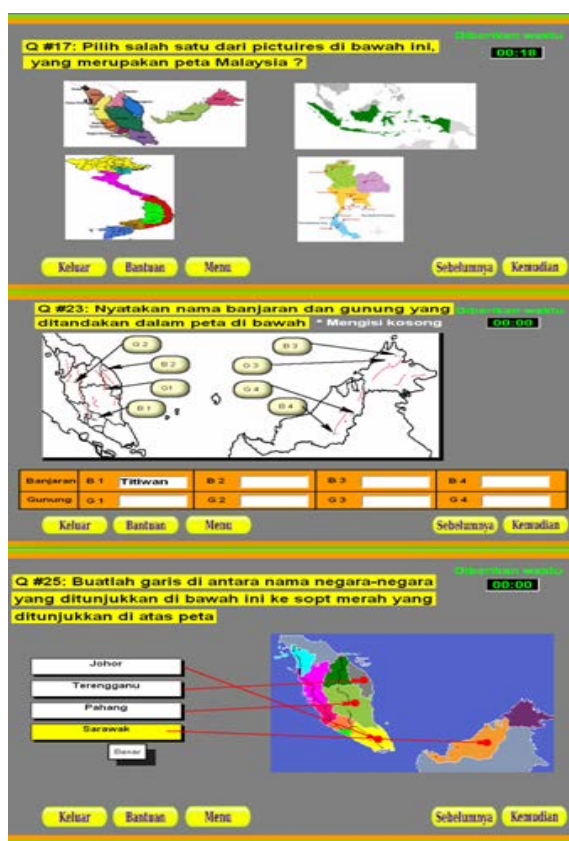 Diberikan waktu
00:18
Q #17: Pilih salah satu dari pictuires di bawah ini,
yang merupakan peta Malaysia ?
Keluar Bantuan Menu Sebelumnya Kemudian
Diberikan waktu
00:00
Q #23: Nyatakan nama banjaran dan gunung yang
ditandakan dalam peta di bawah * Mengisi kosong
G 2 B 3
B 2 G 3
G1 G 4
B 1 B 4
Banjaran B 1 Titiwan B 2 B 3 B 4
Gunung G 1 G 2 G 3 G 4
Keluar Bantuan Menu Sebelumnya Kemudian
Diberikan waktu
00:00
Q #25: Buatlah garis di antara nama negara-negara
yang ditunjukkan di bawah ini ke sopt merah yang
ditunjukkan di atas peta
Johor
Terengganu
Pahang
Sarawak
Benar
Keluar Bantuan Menu Sebelumnya Kemudian